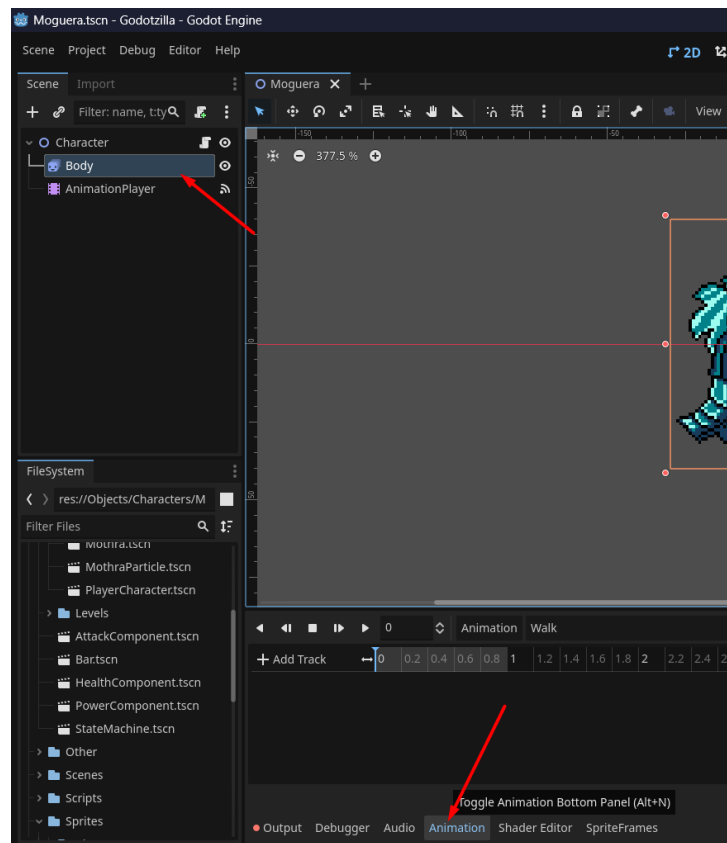 Moguera.tscn - Godotzilla - Godot Engine
Scene Project Debug Editor Help
2D
Scene Import
Moguera
Filter: name, t:ty
View
-150 -100 -50
Character
377.5 %
Body
50
AnimationPlayer
0
FileSystem
res://Objects/Characters/M
50
Filter Files
Mothra.tscn
MothraParticle.tscn
PlayerCharacter.tscn
Levels
0 Animation Walk
AttackComponent.tscn
Add Track 0 0.2 0.4 0.6 0.8 1 1.2 1.4 1.6 1.8 2 2.2 2.4
Bar.tscn
HealthComponent.tscn
PowerComponent.tscn
StateMachine.tscn
Other
Scenes
Scripts
Toggle Animation Bottom Panel (Alt+N)
Sprites
Output Debugger Audio Animation Shader Editor SpriteFrames